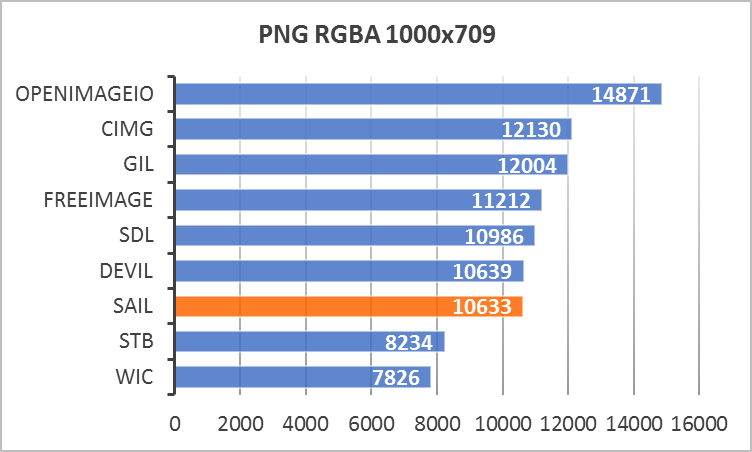 PNG RGBA 1000x709
OPENIMAGEIO 14871
CIMG 12130
GIL 12004
FREEIMAGE 11212
SDL 10986
DEVIL 10639
SAIL 10633
STB 8234
WIC 7826
0 2000 4000 6000 8000 10000 12000 14000 16000